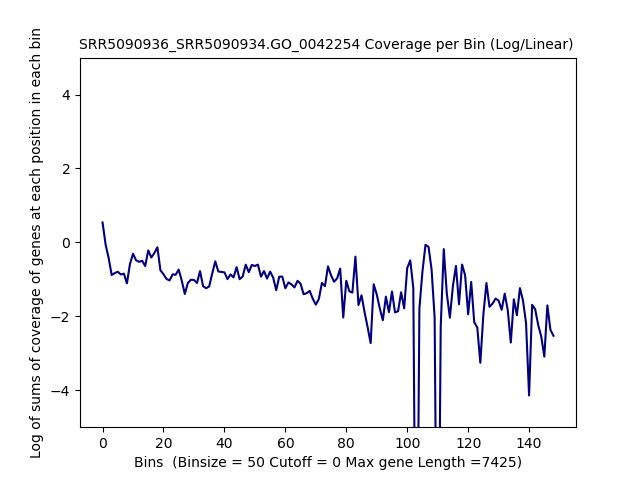 SRR5090936_SRR5090934.GO_0042254 Coverage per Bin (Log/Linear)
Log of sums of coverage of genes at each position in each bin
4
2
0
−2
−4
0 20 40 60 80 100 120 140
Bins  (Binsize = 50 Cutoff = 0 Max gene Length =7425)